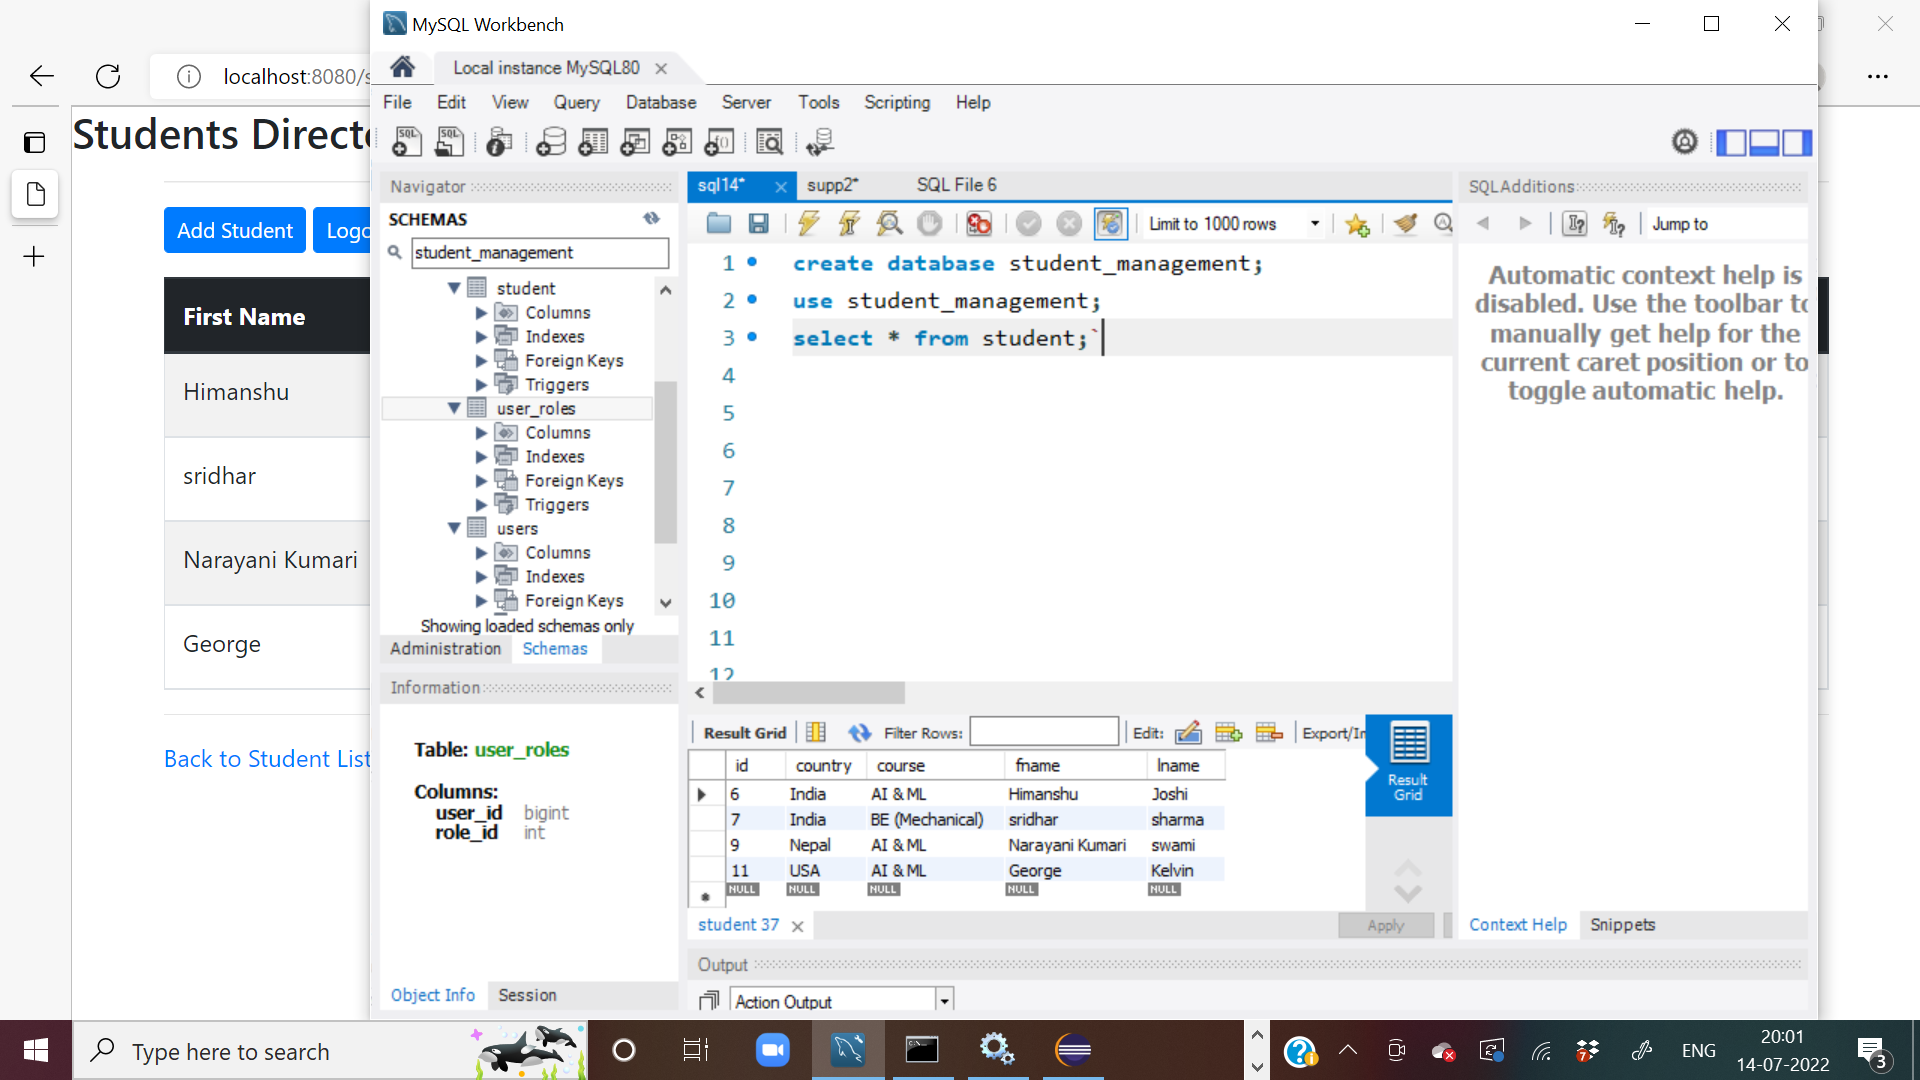 MySQL Workbench
Local instance MySQL80
localhost:8080/s
File Edit View Query Database Server Tools Scripting Help
Students Directo
Add Student
Logo
First Name
Himanshu
sridhar
Narayani Kumari
George
Back to Student List
Navigator
SCHEMAS
student_management
student
Columns
Indexes
Foreign Keys
Triggers
user_roles
Columns
Indexes
Foreign Keys
Triggers
users
Columns
Indexes
Foreign Keys
Showing loaded schemas only
Administration Schemas
Information
Table: user_roles
Columns:
user_id bigint
role_id int
Object Info Session
sql14* supp2* SQL File 6
Limit to 1000 rows
1 create database student_management;
2 use student_management;
3 select * from student;`
4
5
6
7
8
9
10
11
12
Result Grid Filter Rows: Edit: Export/Im
id country course fname lname
6 India AI & ML Himanshu Joshi
7 India BE (Mechanical) sridhar sharma
9 Nepal AI & ML Narayani Kumari swami
11 USA AI & ML George Kelvin
NULL NULL NULL NULL NULL
Result
Grid
student 37
Apply
Output
Action Output
SQLAdditions
Jump to
Automatic context help is
disabled. Use the toolbar to
manually get help for the
current caret position or to
toggle automatic help.
Context Help Snippets
Type here to search
ENG
20:01
14-07-2022
3